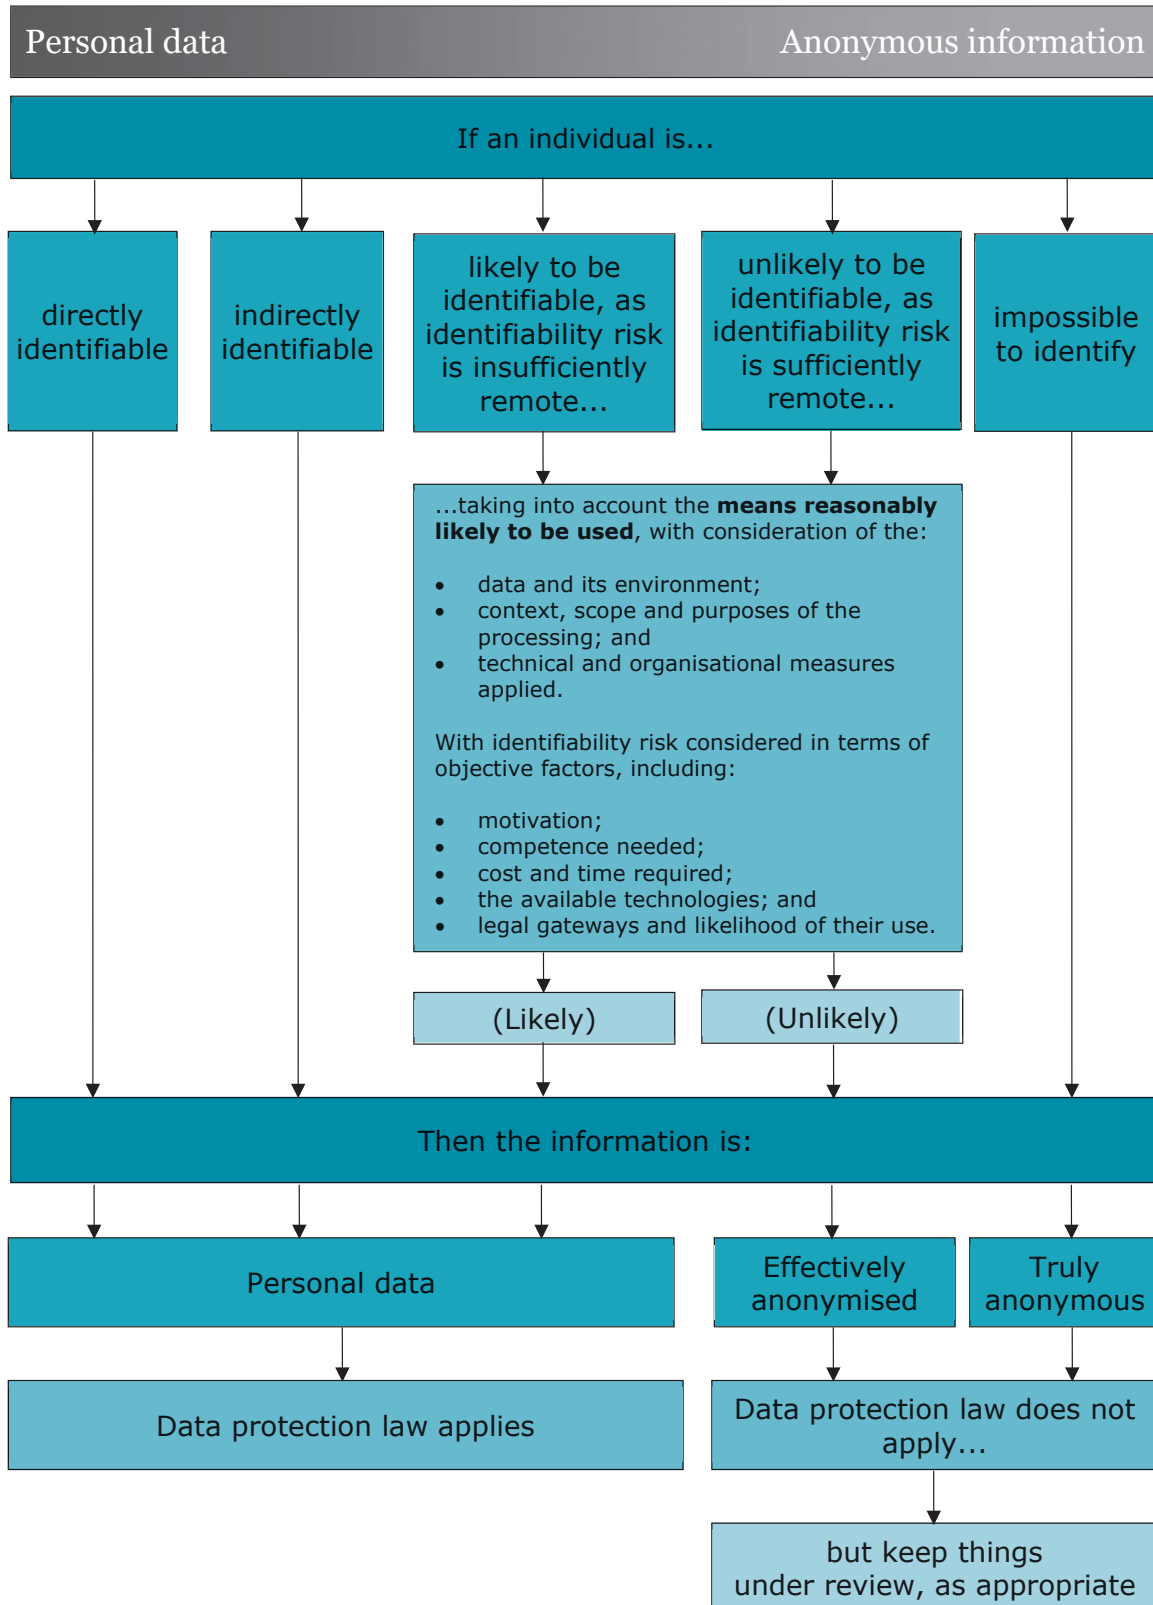 Personal data
Anonymous information
If an individual is...
directly
identifiable
indirectly
identifiable
likely to be
identifiable, as
identifiability risk
is insufficiently
remote...
unlikely to be
identifiable, as
identifiability risk
is sufficiently
remote...
impossible
to identify
...taking into account the means reasonably
likely to be used, with consideration of the:
• data and its environment;
• context, scope and purposes of the
processing; and
• technical and organisational measures
applied.
With identifiability risk considered in terms of
objective factors, including:
• motivation;
• competence needed;
• cost and time required;
• the available technologies; and
• legal gateways and likelihood of their use.
(Likely)
(Unlikely)
Then the information is:
Personal data
Effectively
anonymised
Truly
anonymous
Data protection law applies
Data protection law does not
apply...
but keep things
under review, as appropriate